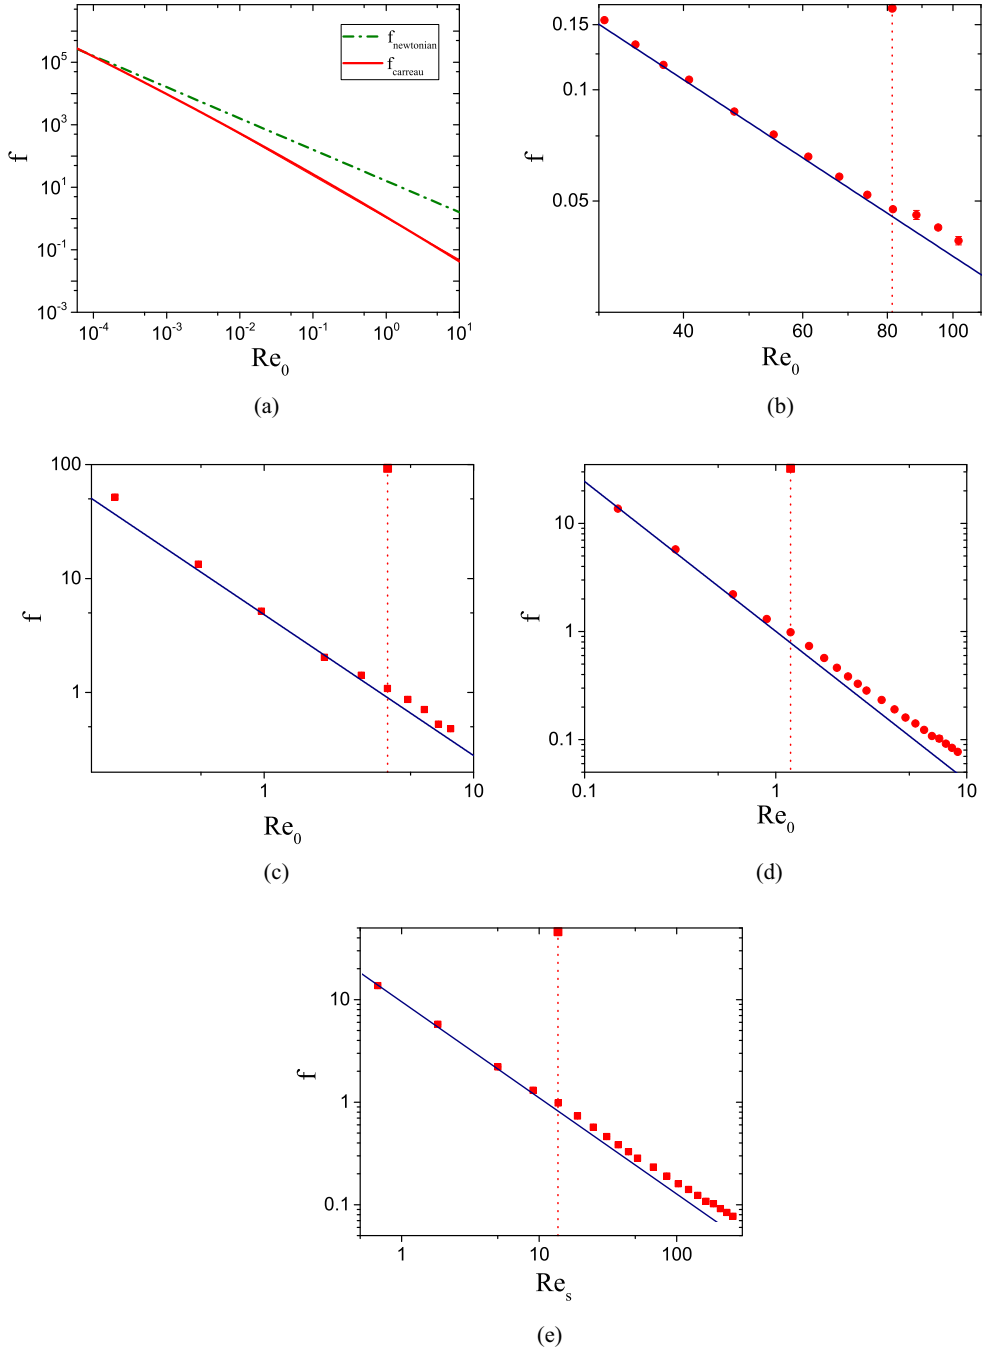 f_newtonian
f_carreau
10^5
10^3
10^1
10^-1
10^-3
f
10^-4 10^-3 10^-2 10^-1 10^0 10^1
Re_0
(a)
0.15
0.1
0.05
f
40 60 80 100
Re_0
(b)
100
10
1
f
1 10
Re_0
(c)
10
1
0.1
f
0.1 1 10
Re_0
(d)
10
1
0.1
f
1 10 100
Re_s
(e)